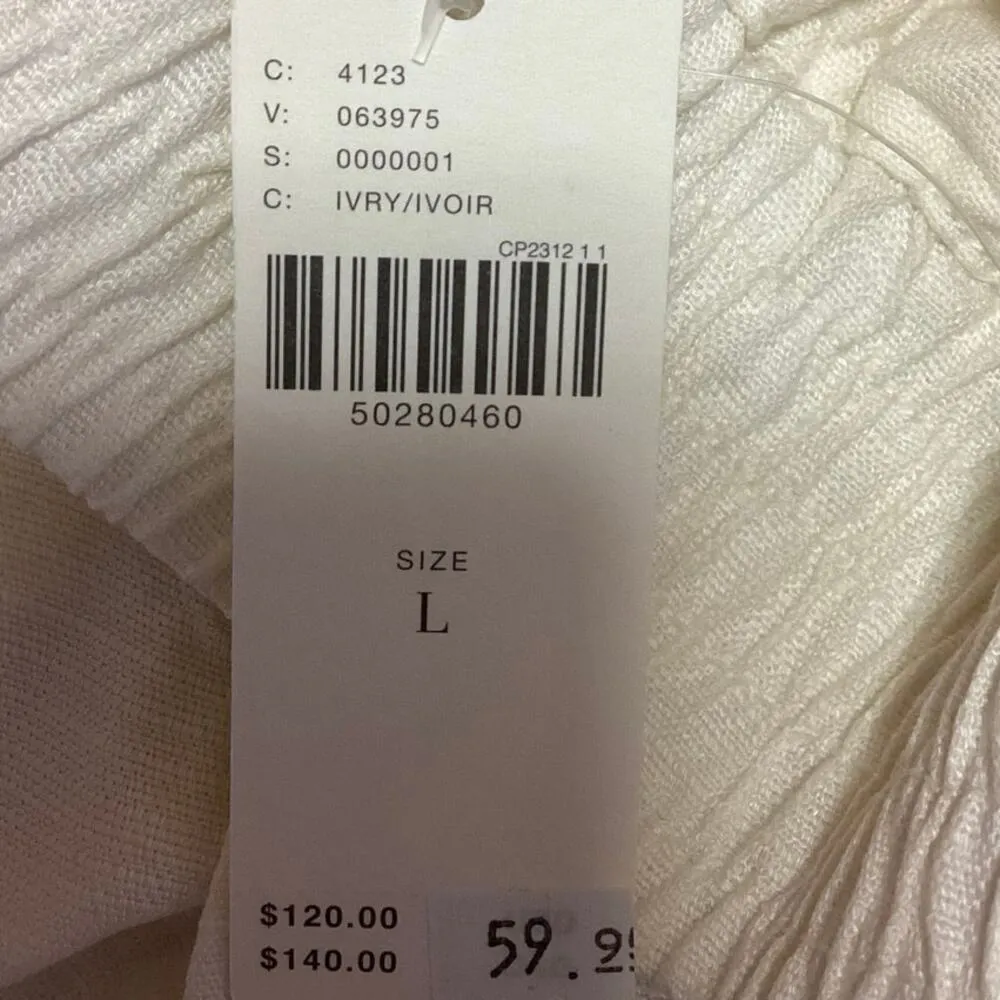 C: 4123
V: 063975
S: 0000001
C: IVRY/IVOIR
CP2312 1 1
50280460
SIZE
L
$120.00
$140.00
59.9